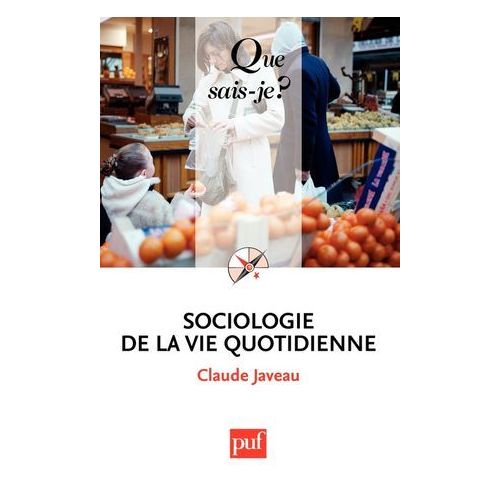 Que
sais-je?
SOCIOLOGIE
DE LA VIE QUOTIDIENNE
Claude Javeau
puf